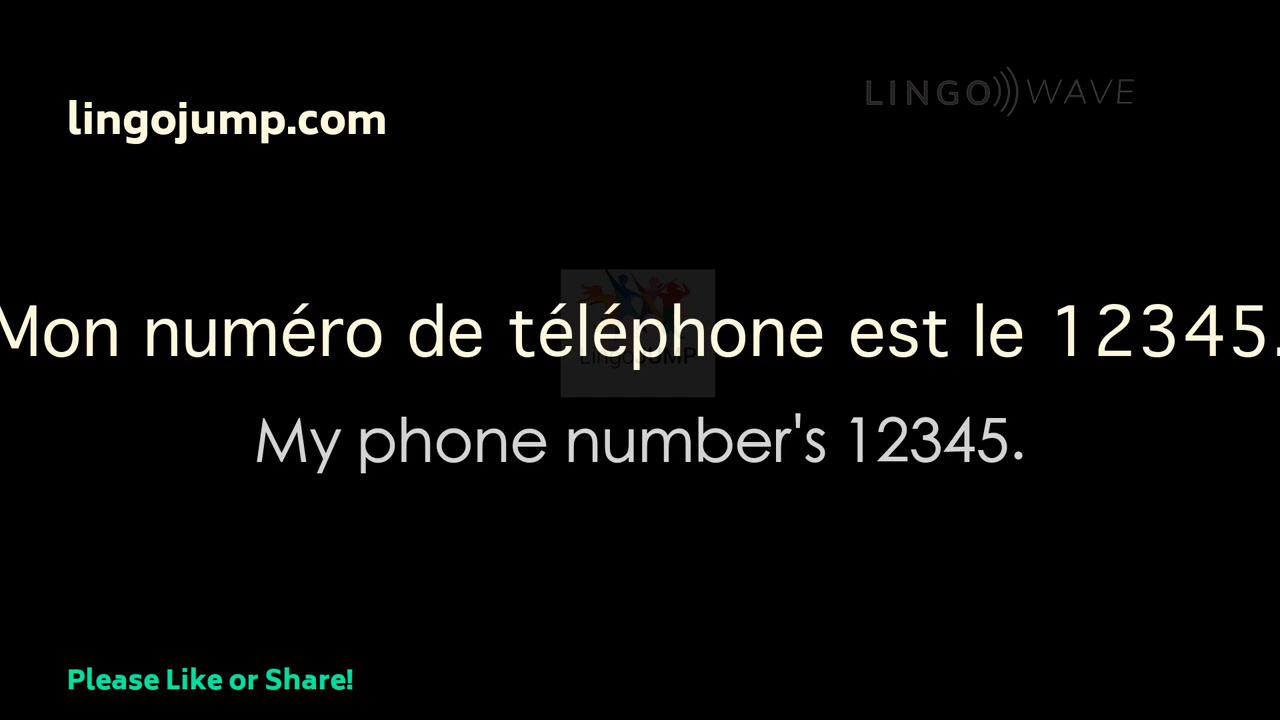 lingojump.com
LINGO WAVE
Mon numéro de téléphone est le 12345.
LingoJUMP
My phone number's 12345.
Please Like or Share!